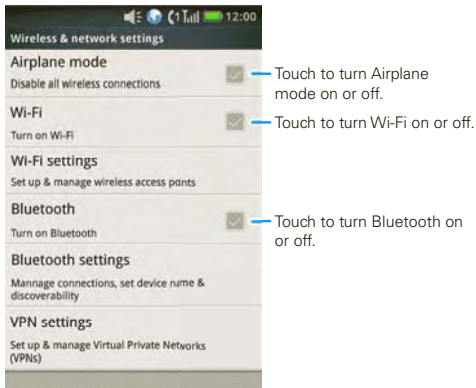 12:00
Wireless & network settings
Airplane mode
Disable all wireless connections
Touch to turn Airplane
mode on or off.
Wi-Fi
Turn on Wi-Fi
Touch to turn Wi-Fi on or off.
Wi-Fi settings
Set up & manage wireless access points
Bluetooth
Turn on Bluetooth
Touch to turn Bluetooth on
or off.
Bluetooth settings
Mannage connections, set device name &
discoverability
VPN settings
Set up & manage Virtual Private Networks
(VPNs)